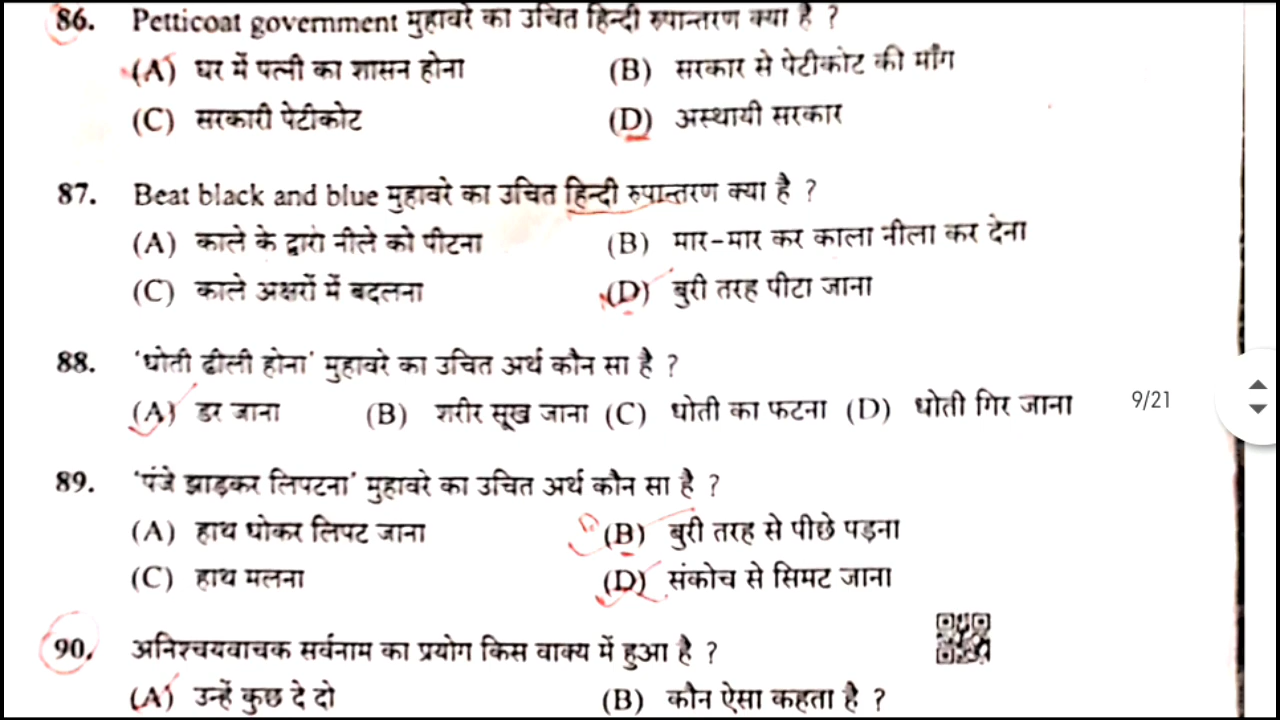 86. Petticoat government मुहावरे का उचित हिन्दी रुपान्तरण क्या है ?
(A) घर में पत्नी का शासन होना (B) सरकार से पेटीकोट की माँग
(C) सरकारी पेटीकोट (D) अस्थायी सरकार
87. Beat black and blue मुहावरे का उचित हिन्दी रुपान्तरण क्या है ?
(A) काले के द्वारा नीले को पीटना (B) मार-मार कर काला नीला कर देना
(C) काले अक्षरों में बदलना (D) बुरी तरह पीटा जाना
88. 'धोती ढीली होना' मुहावरे का उचित अर्थ कौन सा है ?
(A) डर जाना (B) शरीर सूख जाना (C) धोती का फटना (D) धोती गिर जाना
9/21
89. 'पंजे झाड़कर लिपटना' मुहावरे का उचित अर्थ कौन सा है ?
(A) हाथ धोकर लिपट जाना (B) बुरी तरह से पीछे पड़ना
(C) हाथ मलना (D) संकोच से सिमट जाना
90. अनिश्चयवाचक सर्वनाम का प्रयोग किस वाक्य में हुआ है ?
(A) उन्हें कुछ दे दो (B) कौन ऐसा कहता है ?